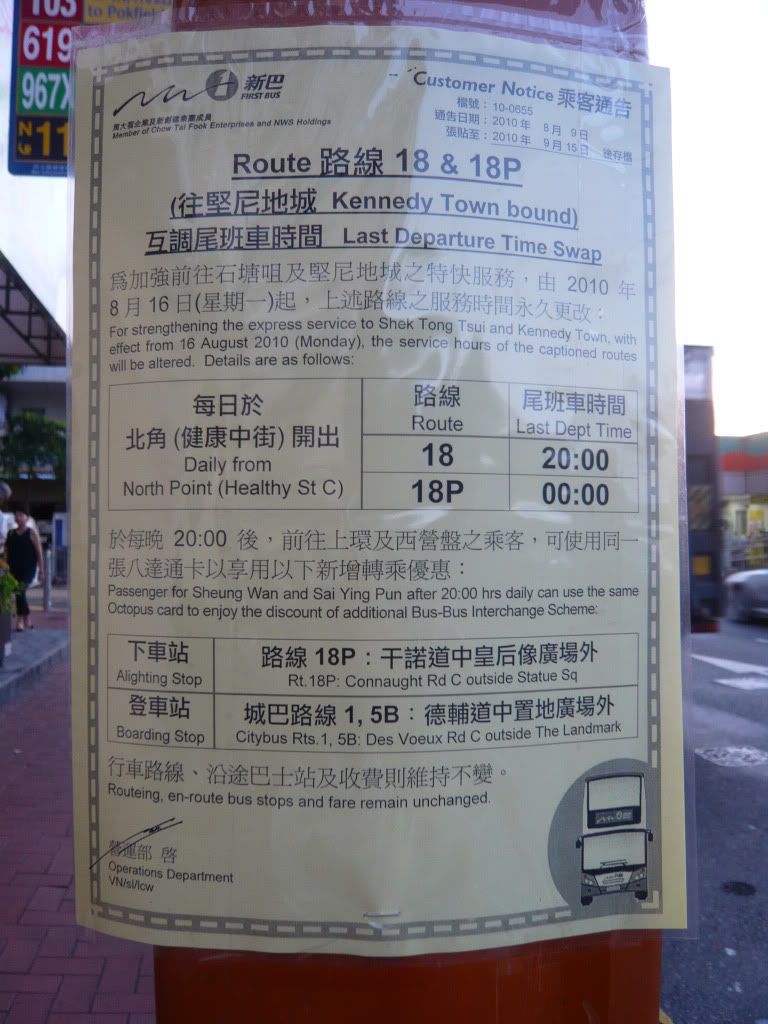 103
to Pokfiel
619
967X
N11
新巴
FIRST BUS
周大福企業及新創建集團成員
Member of Chow Tai Fook Enterprises and NWS Holdings
Customer Notice 乘客通告
檔號：10-0655
通告日期：2010年 8月 9日
張貼至：2010年 9月 15日 後存檔
Route 路線 18 & 18P
(往堅尼地城 Kennedy Town bound)
互調尾班車時間 Last Departure Time Swap
為加強前往石塘咀及堅尼地城之特快服務，由 2010 年
8 月 16 日(星期一)起，上述路線之服務時間永久更改：
For strengthening the express service to Shek Tong Tsui and Kennedy Town, with
effect from 16 August 2010 (Monday), the service hours of the captioned routes
will be altered. Details are as follows:
每日於
北角 (健康中街) 開出
Daily from
North Point (Healthy St C)
路線
Route
尾班車時間
Last Dept Time
18
20:00
18P
00:00
於每晚 20:00 後，前往上環及西營盤之乘客，可使用同一
張八達通卡以享用以下新增轉乘優惠：
Passenger for Sheung Wan and Sai Ying Pun after 20:00 hrs daily can use the same
Octopus card to enjoy the discount of additional Bus-Bus Interchange Scheme:
下車站
Alighting Stop
路線 18P：干諾道中皇后像廣場外
Rt.18P: Connaught Rd C outside Statue Sq
登車站
Boarding Stop
城巴路線 1, 5B：德輔道中置地廣場外
Citybus Rts.1, 5B: Des Voeux Rd C outside The Landmark
行車路線、沿途巴士站及收費則維持不變。
Routeing, en-route bus stops and fare remain unchanged.
營運部 啓
Operations Department
VN/sl/lcw